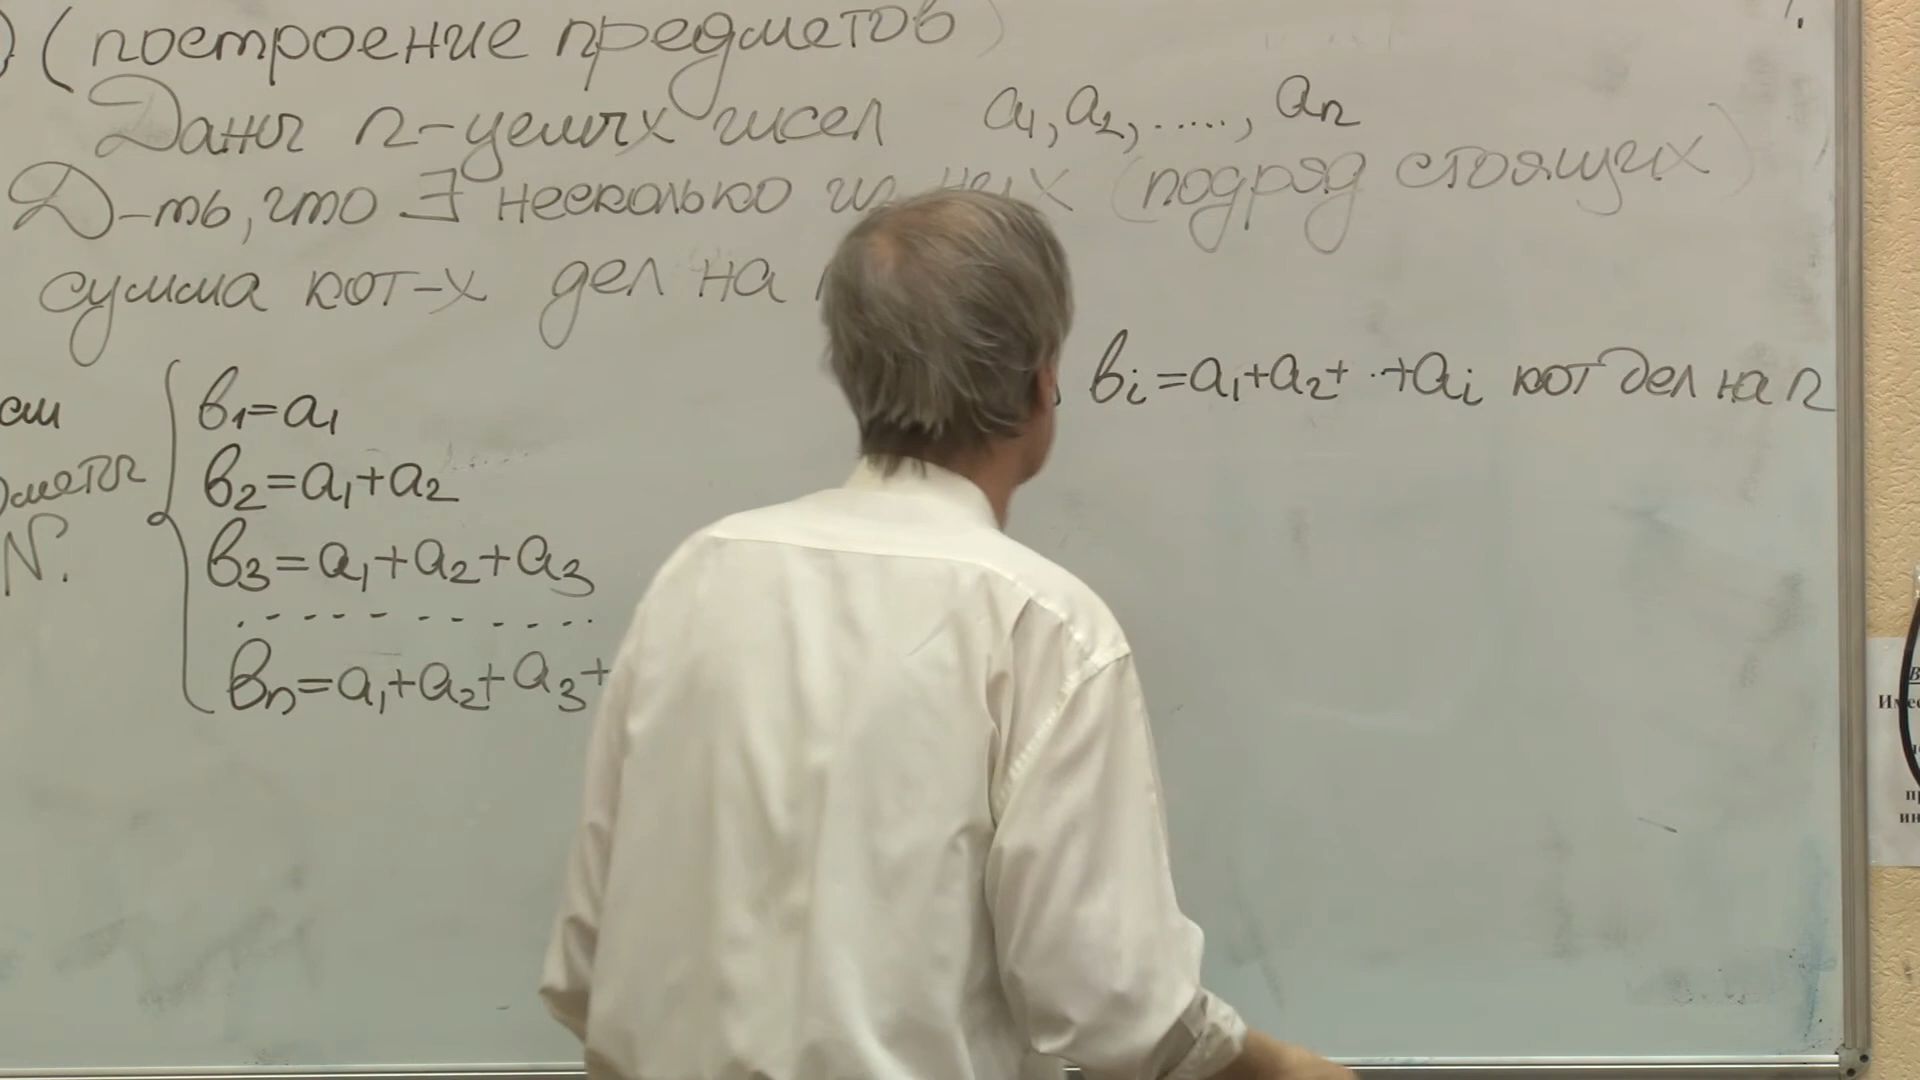 (построение предметов)
Даны n-целых чисел a1, a2, ....., an
Д-ть, что ∃ несколько из них (подряд стоящих)
сумма кот-х дел на
b1=a1
b2=a1+a2
b3=a1+a2+a3
. - - - - - - - .
bn=a1+a2+a3+
N.
bi=a1+a2+ ..+ai кот дел на n